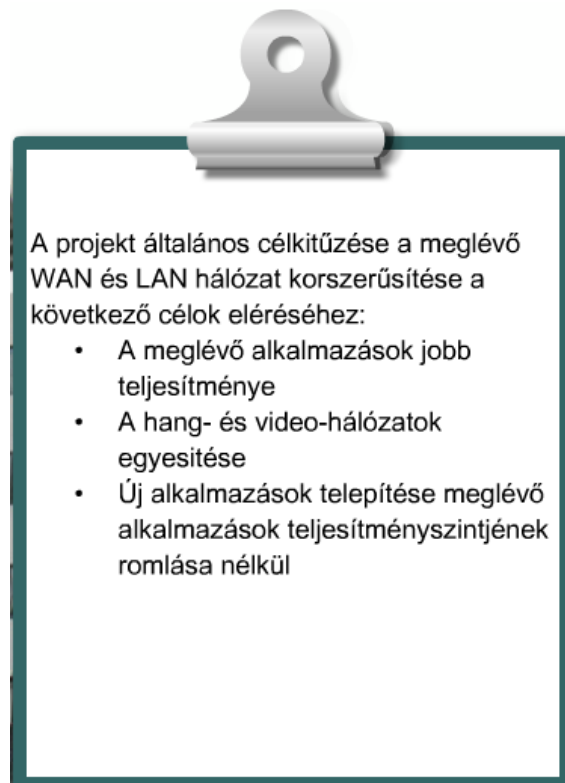 A projekt általános célkitűzése a meglévő
WAN és LAN hálózat korszerűsítése a
következő célok eléréséhez:
• A meglévő alkalmazások jobb
teljesítménye
• A hang- és video-hálózatok
egyesitése
• Új alkalmazások telepítése meglévő
alkalmazások teljesítményszintjének
romlása nélkül